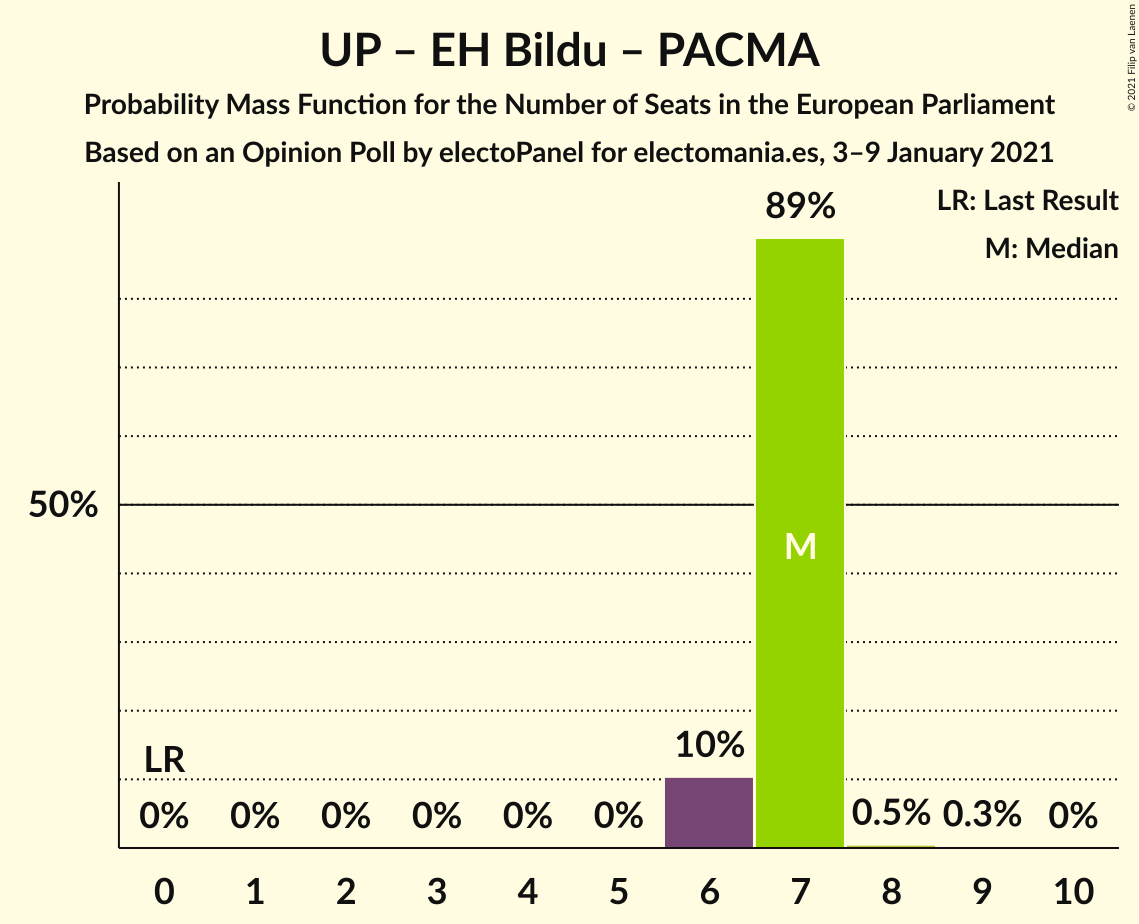 UP – EH Bildu – PACMA
Probability Mass Function for the Number of Seats in the European Parliament
Based on an Opinion Poll by electoPanel for electomania.es, 3–9 January 2021
© 2021 Filip van Laenen
LR: Last Result
M: Median
89%
50%
M
10%
LR
0% 0% 0% 0% 0% 0% 0.5% 0.3% 0%
0 1 2 3 4 5 6 7 8 9 10